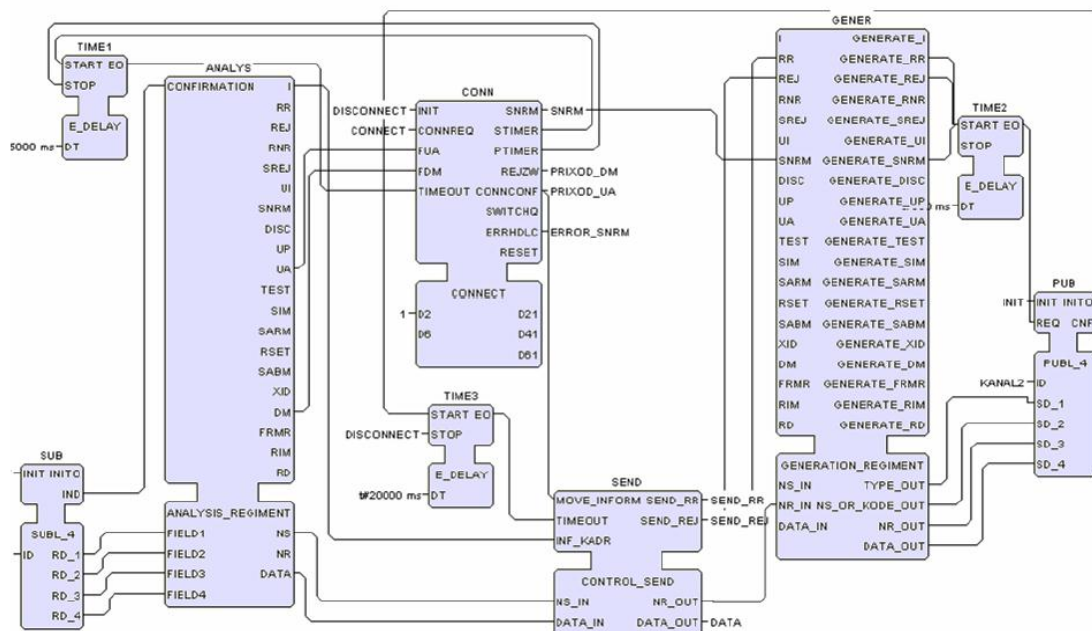 TIME1
START EO
STOP
E_DELAY
DT
ANALYS
CONFIRMATION I
RR
REJ
RNR
SREJ
UI
SNRM
DISC
UP
UA
TEST
SIM
SARM
RSET
SABM
XID
DM
FRMR
RIM
RD
ANALYSIS_REGIMENT
FIELD1 NS
FIELD2 NR
FIELD3 DATA
FIELD4
SUB
INIT INITO
IND
SUBL_4
ID RD_1
RD_2
RD_3
RD_4
CONN
DISCONNECT INIT SNRM SNRM
CONNECT CONNREQ STIMER
FUA PTIMER
FDM REJZW PRIXOD_DM
TIMEOUT CONNCONF PRIXOD_UA
SWITCHQ
ERRHDLC ERROR_SNRM
RESET
CONNECT
1 D2 D21
D6 D41
D61
TIME3
START EO
DISCONNECT STOP
E_DELAY
t#20000 ms DT
SEND
MOVE_INFORM SEND_RR SEND_RR
TIMEOUT SEND_REJ SEND_REJ
INF_KADR
CONTROL_SEND
NS_IN NR_OUT
DATA_IN DATA_OUT DATA
GENER
I GENERATE_I
RR GENERATE_RR
REJ GENERATE_REJ
RNR GENERATE_RNR
SREJ GENERATE_SREJ
UI GENERATE_UI
SNRM GENERATE_SNRM
DISC GENERATE_DISC
UP GENERATE_UP
UA GENERATE_UA
TEST GENERATE_TEST
SIM GENERATE_SIM
SARM GENERATE_SARM
RSET GENERATE_RSET
SABM GENERATE_SABM
XID GENERATE_XID
DM GENERATE_DM
FRMR GENERATE_FRMR
RIM GENERATE_RIM
RD GENERATE_RD
GENERATION_REGIMENT
NS_IN TYPE_OUT
NR_IN NS_OR_KODE_OUT
DATA_IN NR_OUT
DATA_OUT
TIME2
START EO
STOP
E_DELAY
ms DT
PUB
INIT INIT INITO
REQ CNF
PUBL_4
KANAL2 ID
SD_1
SD_2
SD_3
SD_4